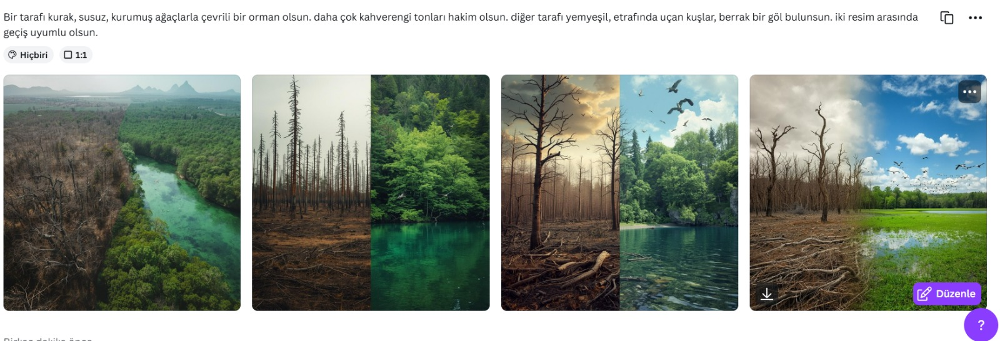 Bir tarafı kurak, susuz, kurumuş ağaçlarla çevrili bir orman olsun. daha çok kahverengi tonları hakim olsun. diğer tarafı yemyeşil, etrafında uçan kuşlar, berrak bir göl bulunsun. iki resim arasında
geçiş uyumlu olsun.
Hiçbiri
1:1
Düzenle
?